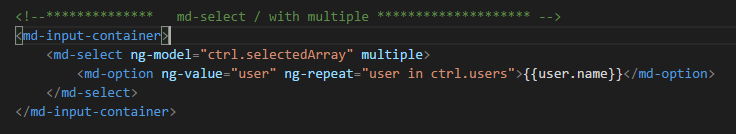 <!--**************   md-select / with multiple ******************** -->
<md-input-container>
    <md-select ng-model="ctrl.selectedArray" multiple>
        <md-option ng-value="user" ng-repeat="user in ctrl.users">{{user.name}}</md-option>
    </md-select>
</md-input-container>